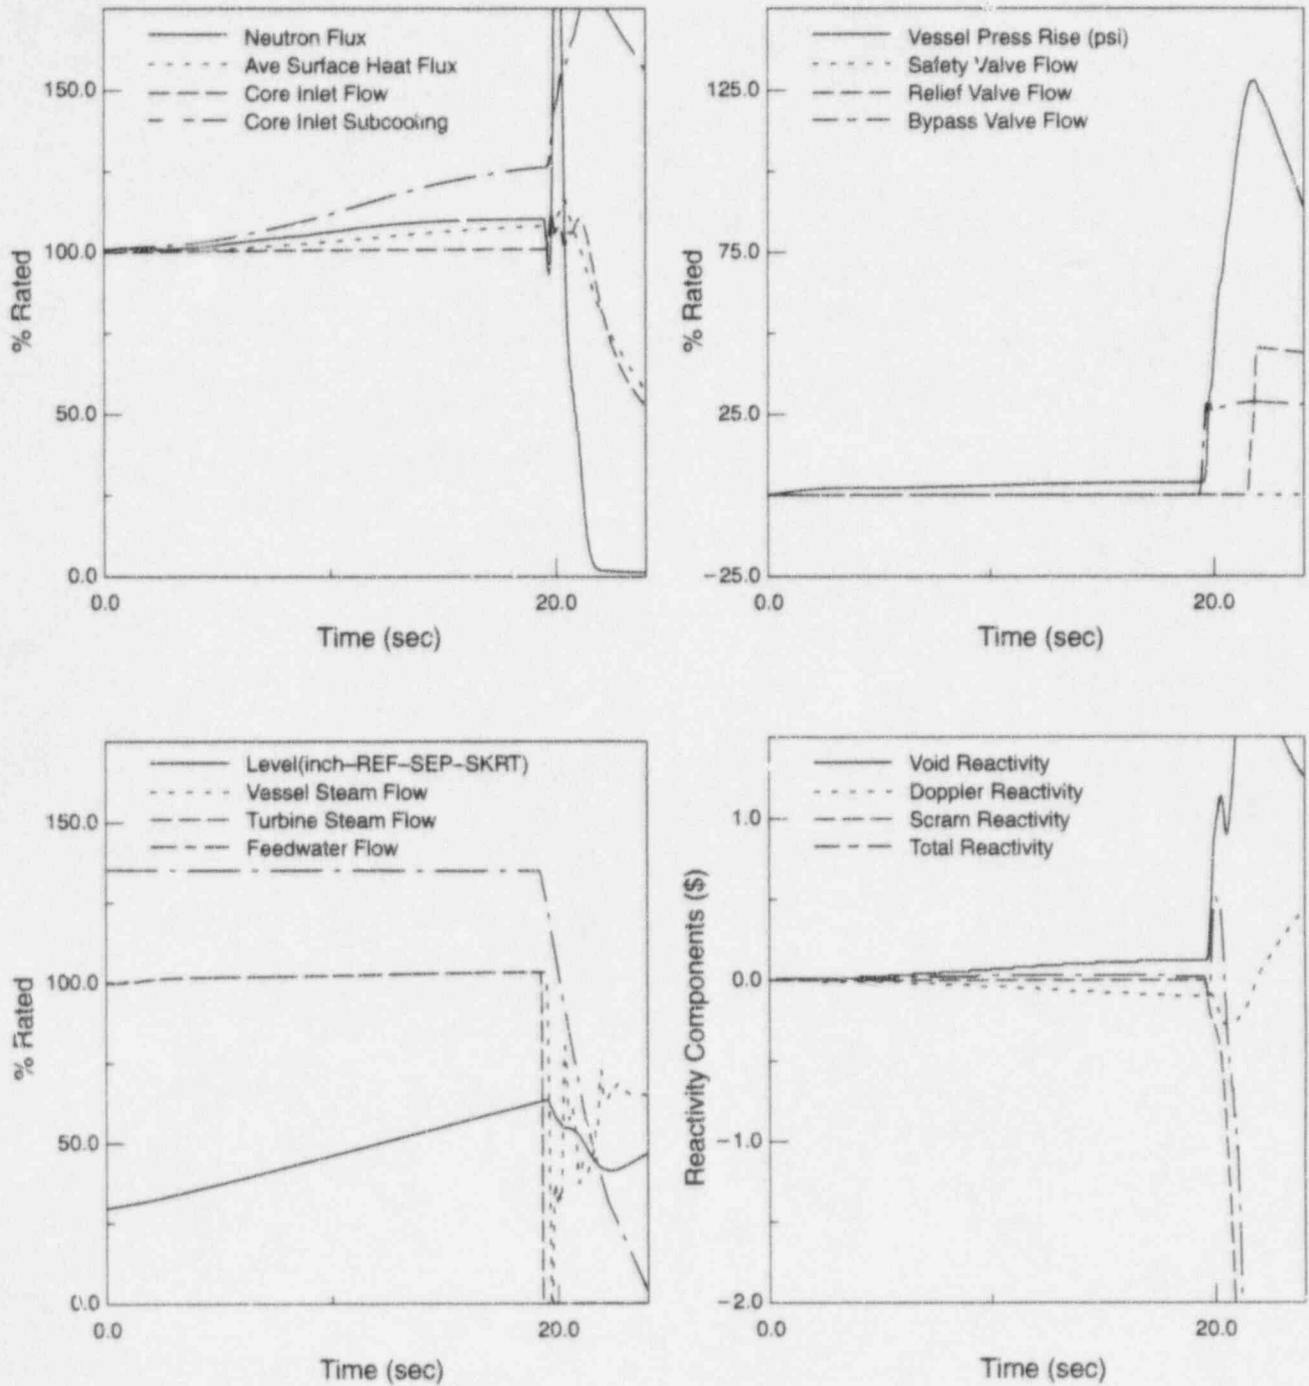 Neutron Flux
Ave Surface Heat Flux
Core Inlet Flow
Core Inlet Subcooling
150.0
100.0
50.0
0.0
% Rated
0.0 20.0
Time (sec)
Vessel Press Rise (psi)
Safety Valve Flow
Relief Valve Flow
Bypass Valve Flow
125.0
75.0
25.0
−25.0
% Rated
0.0 20.0
Time (sec)
Level(inch–REF–SEP–SKRT)
Vessel Steam Flow
Turbine Steam Flow
Feedwater Flow
150.0
100.0
50.0
0.0
% Rated
0.0 20.0
Time (sec)
Void Reactivity
Doppler Reactivity
Scram Reactivity
Total Reactivity
1.0
0.0
−1.0
−2.0
Reactivity Components ($)
0.0 20.0
Time (sec)